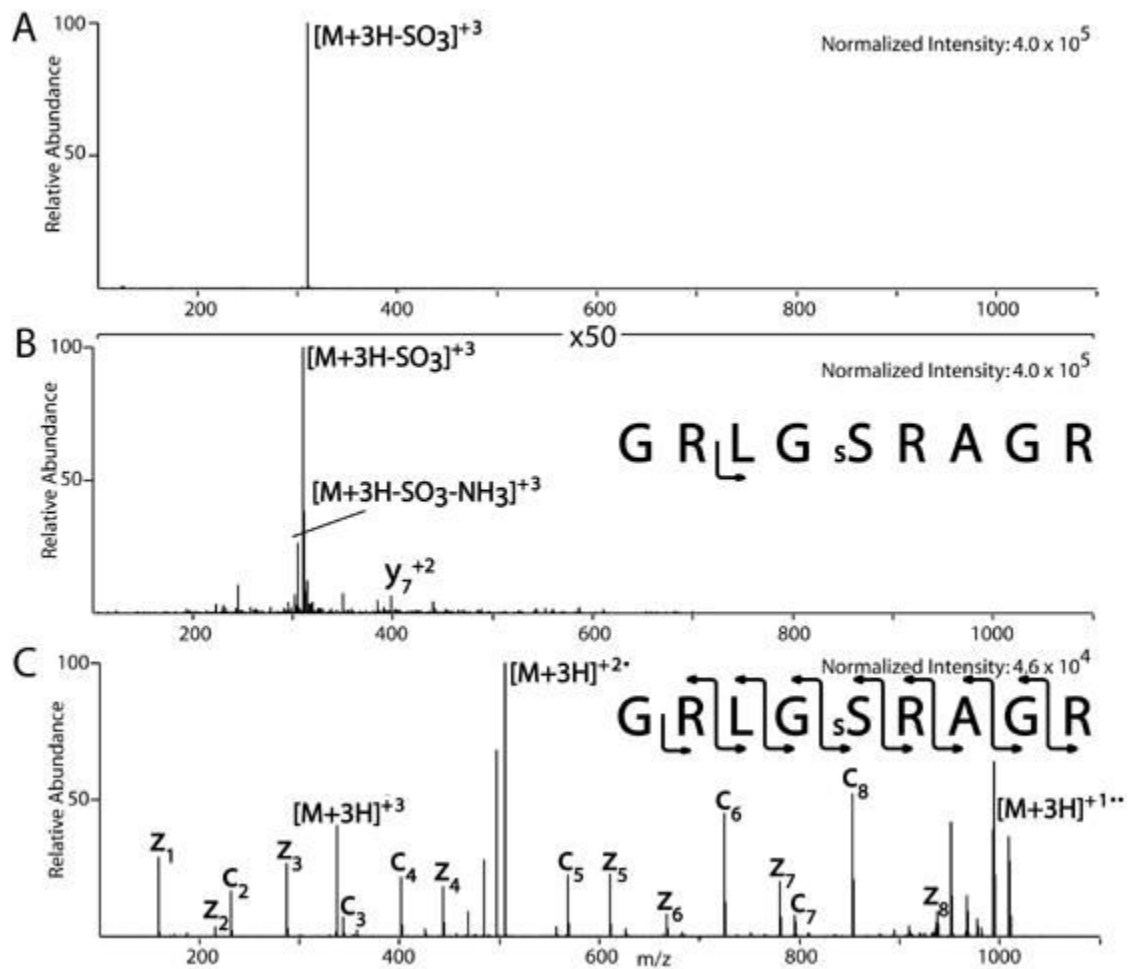 A
100
[M+3H-SO3]+3
Normalized Intensity: 4.0 x 10^5
Relative Abundance
50
200 400 600 800 1000
x50
B
100
[M+3H-SO3]+3
Normalized Intensity: 4.0 x 10^5
Relative Abundance
G R L G sS R A G R
50
[M+3H-SO3-NH3]+3
y7+2
200 400 600 800 1000
C
100
[M+3H]+2•
Normalized Intensity: 4.6 x 10^4
Relative Abundance
G R L G sS R A G R
50
[M+3H]+3
[M+3H]+1••
z1 z2 c2 z3 c3 c4 z4 c5 z5 z6 c6 z7 c7 c8 z8
200 400 600 800 1000
m/z